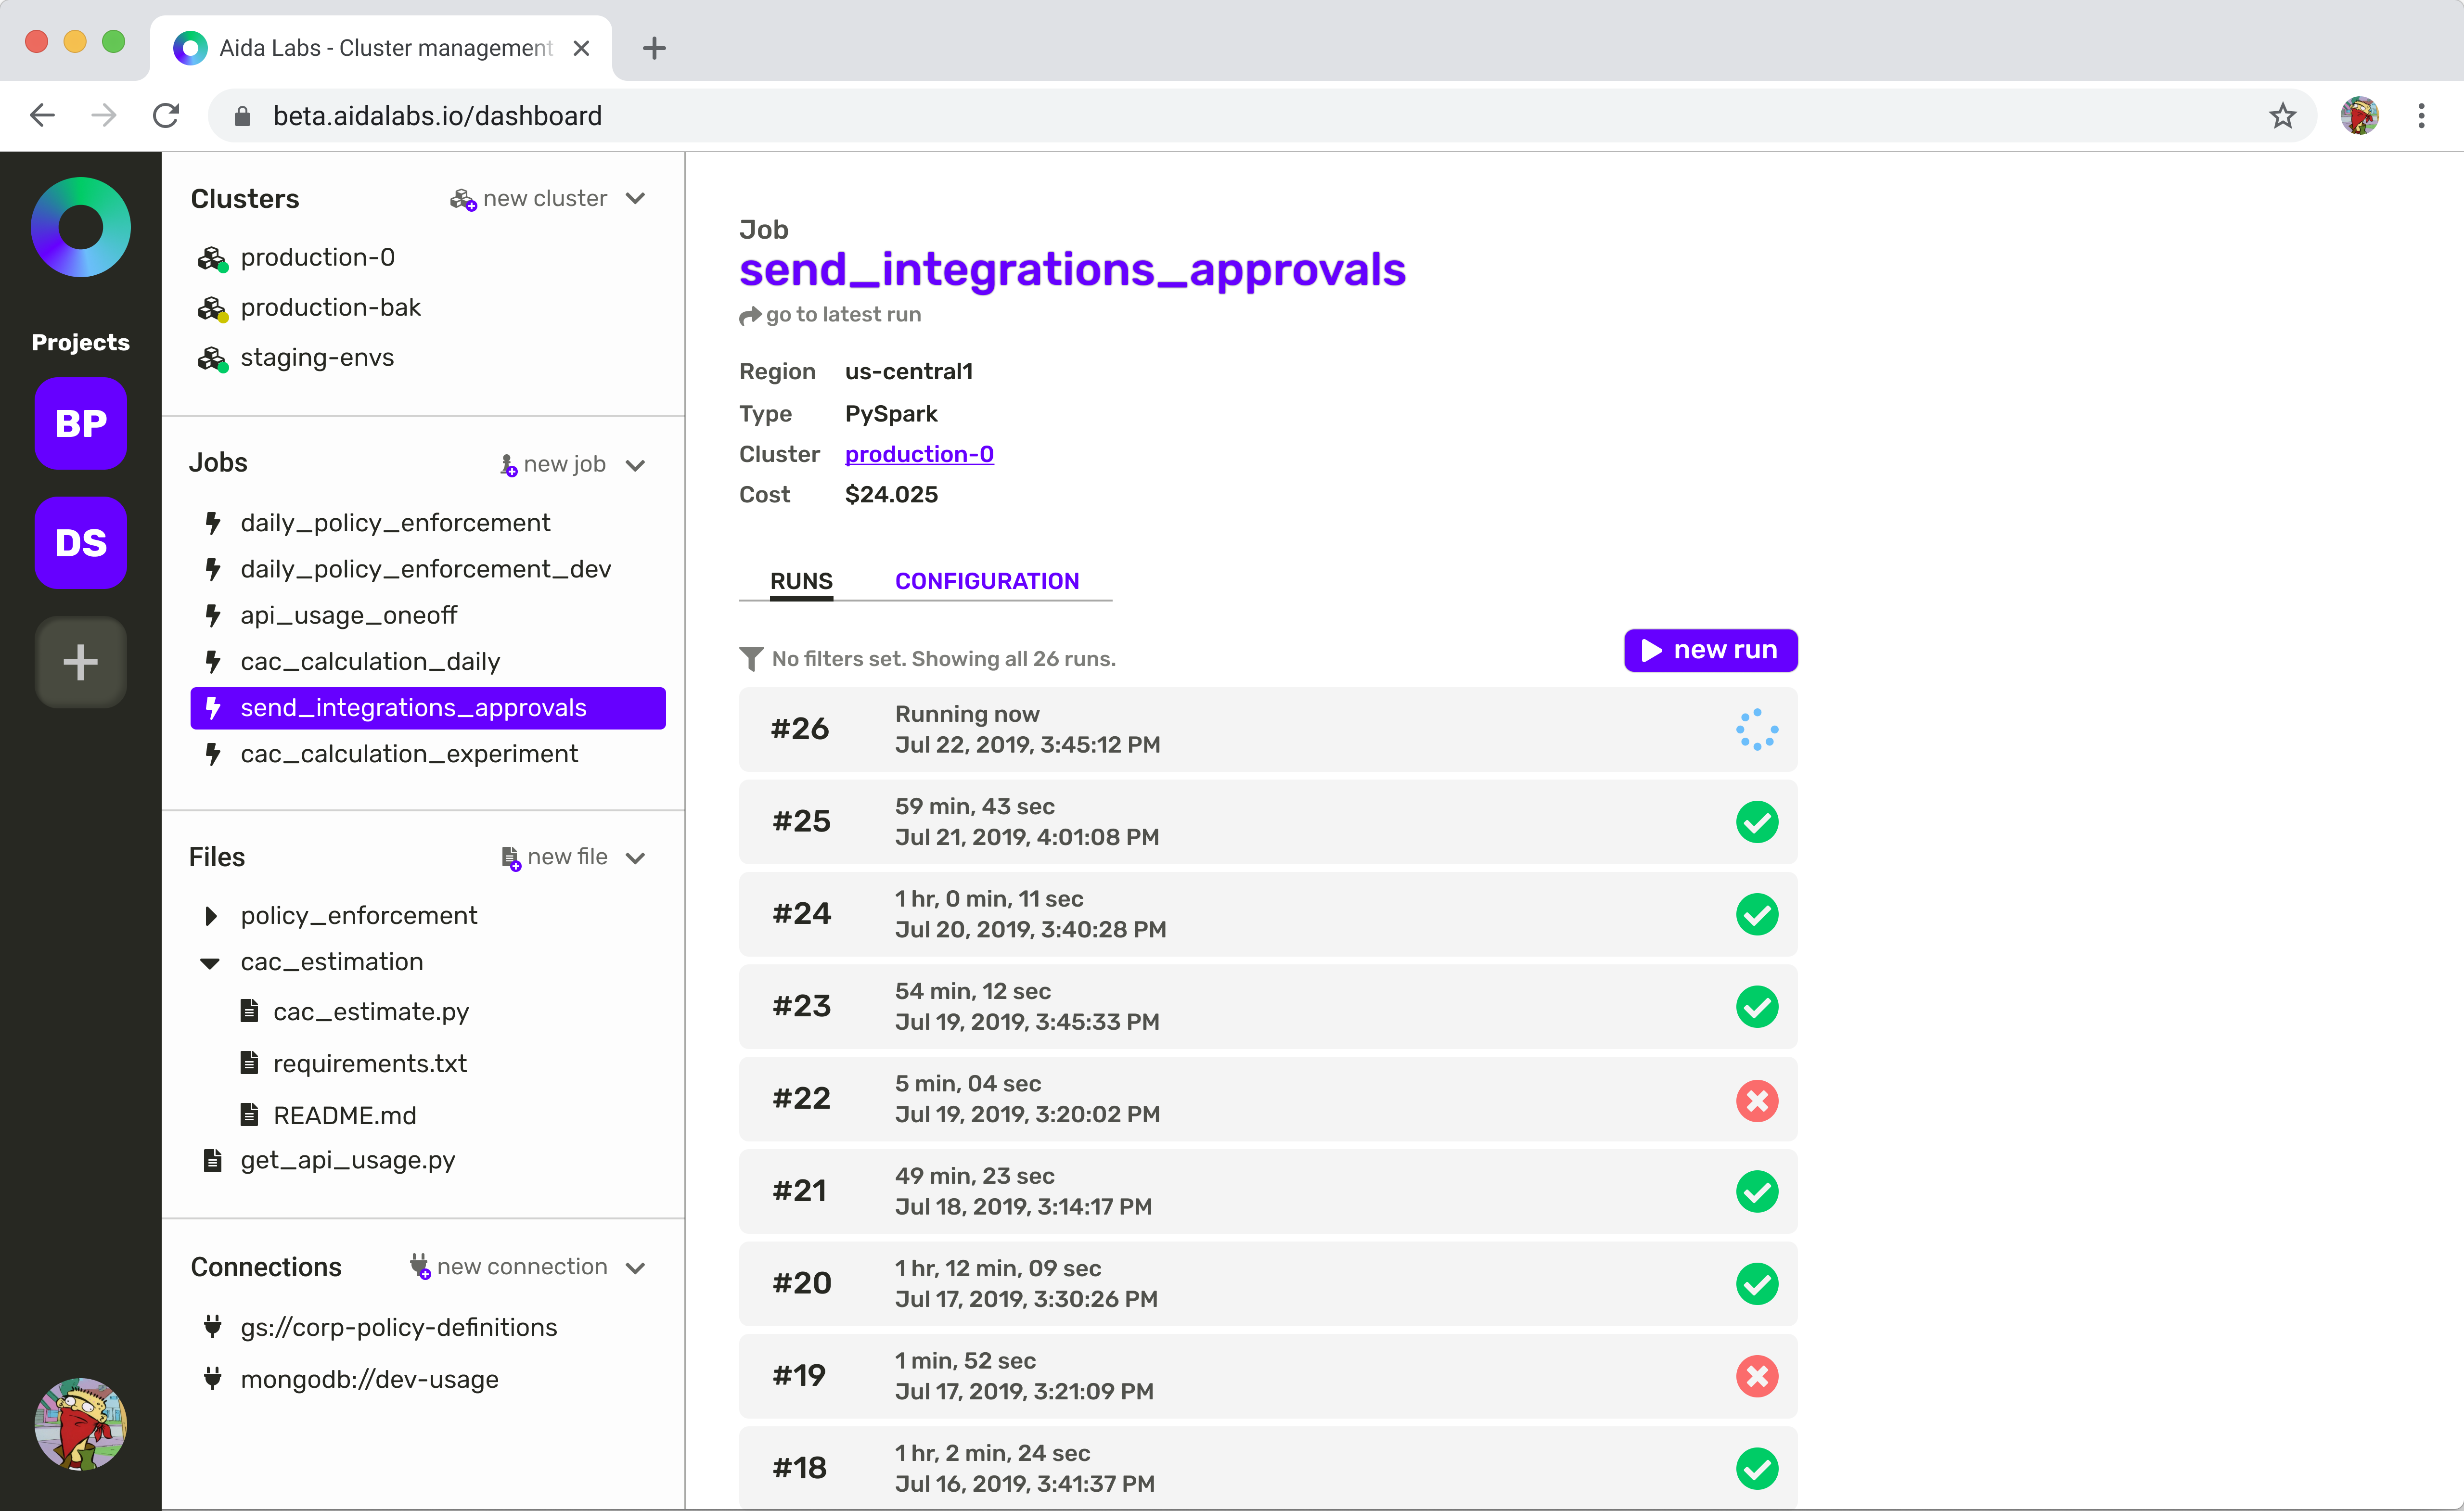 Aida Labs - Cluster management
beta.aidalabs.io/dashboard
Projects
BP
DS
Clusters new cluster
production-0
production-bak
staging-envs
Jobs new job
daily_policy_enforcement
daily_policy_enforcement_dev
api_usage_oneoff
cac_calculation_daily
send_integrations_approvals
cac_calculation_experiment
Files new file
policy_enforcement
cac_estimation
cac_estimate.py
requirements.txt
README.md
get_api_usage.py
Connections new connection
gs://corp-policy-definitions
mongodb://dev-usage
Job
send_integrations_approvals
go to latest run
Region us-central1
Type PySpark
Cluster production-0
Cost $24.025
RUNS CONFIGURATION
No filters set. Showing all 26 runs.
new run
#26
Running now
Jul 22, 2019, 3:45:12 PM
#25
59 min, 43 sec
Jul 21, 2019, 4:01:08 PM
#24
1 hr, 0 min, 11 sec
Jul 20, 2019, 3:40:28 PM
#23
54 min, 12 sec
Jul 19, 2019, 3:45:33 PM
#22
5 min, 04 sec
Jul 19, 2019, 3:20:02 PM
#21
49 min, 23 sec
Jul 18, 2019, 3:14:17 PM
#20
1 hr, 12 min, 09 sec
Jul 17, 2019, 3:30:26 PM
#19
1 min, 52 sec
Jul 17, 2019, 3:21:09 PM
#18
1 hr, 2 min, 24 sec
Jul 16, 2019, 3:41:37 PM